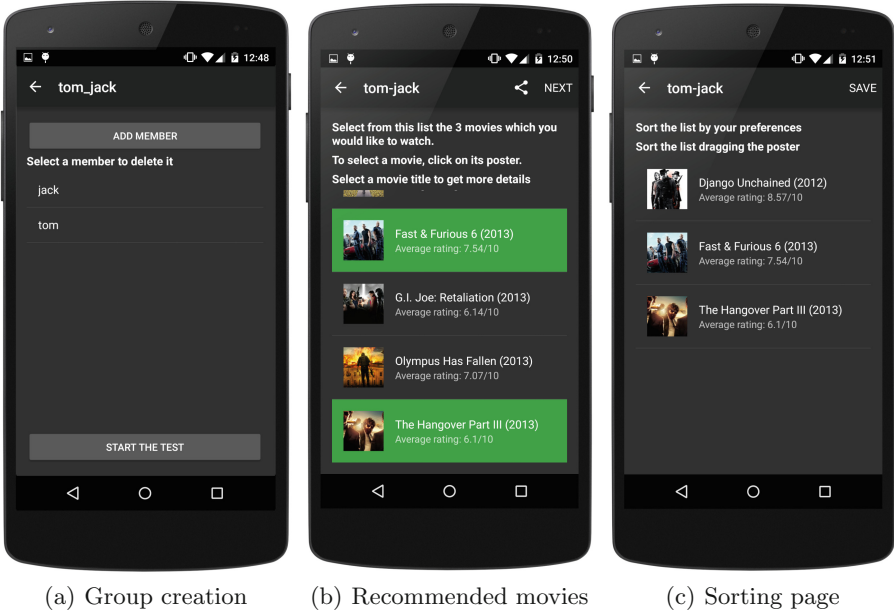 12:48
tom_jack
ADD MEMBER
Select a member to delete it
jack
tom
START THE TEST
(a) Group creation
12:50
tom-jack
NEXT
Select from this list the 3 movies which you
would like to watch.
To select a movie, click on its poster.
Select a movie title to get more details
Fast & Furious 6 (2013)
Average rating: 7.54/10
G.I. Joe: Retaliation (2013)
Average rating: 6.14/10
Olympus Has Fallen (2013)
Average rating: 7.07/10
The Hangover Part III (2013)
Average rating: 6.1/10
(b) Recommended movies
12:51
tom-jack
SAVE
Sort the list by your preferences
Sort the list dragging the poster
Django Unchained (2012)
Average rating: 8.57/10
Fast & Furious 6 (2013)
Average rating: 7.54/10
The Hangover Part III (2013)
Average rating: 6.1/10
(c) Sorting page